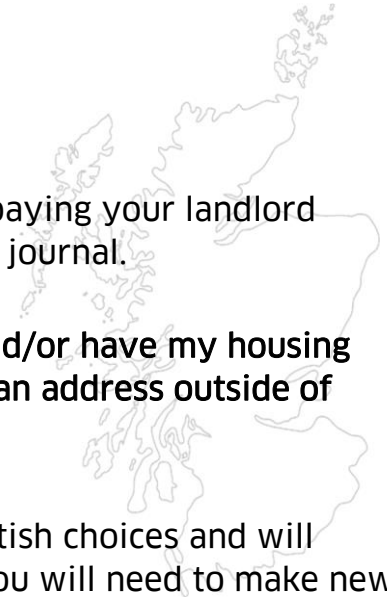 paying your landlord
journal.
d/or have my housing
an address outside of
tish choices and will
ou will need to make new